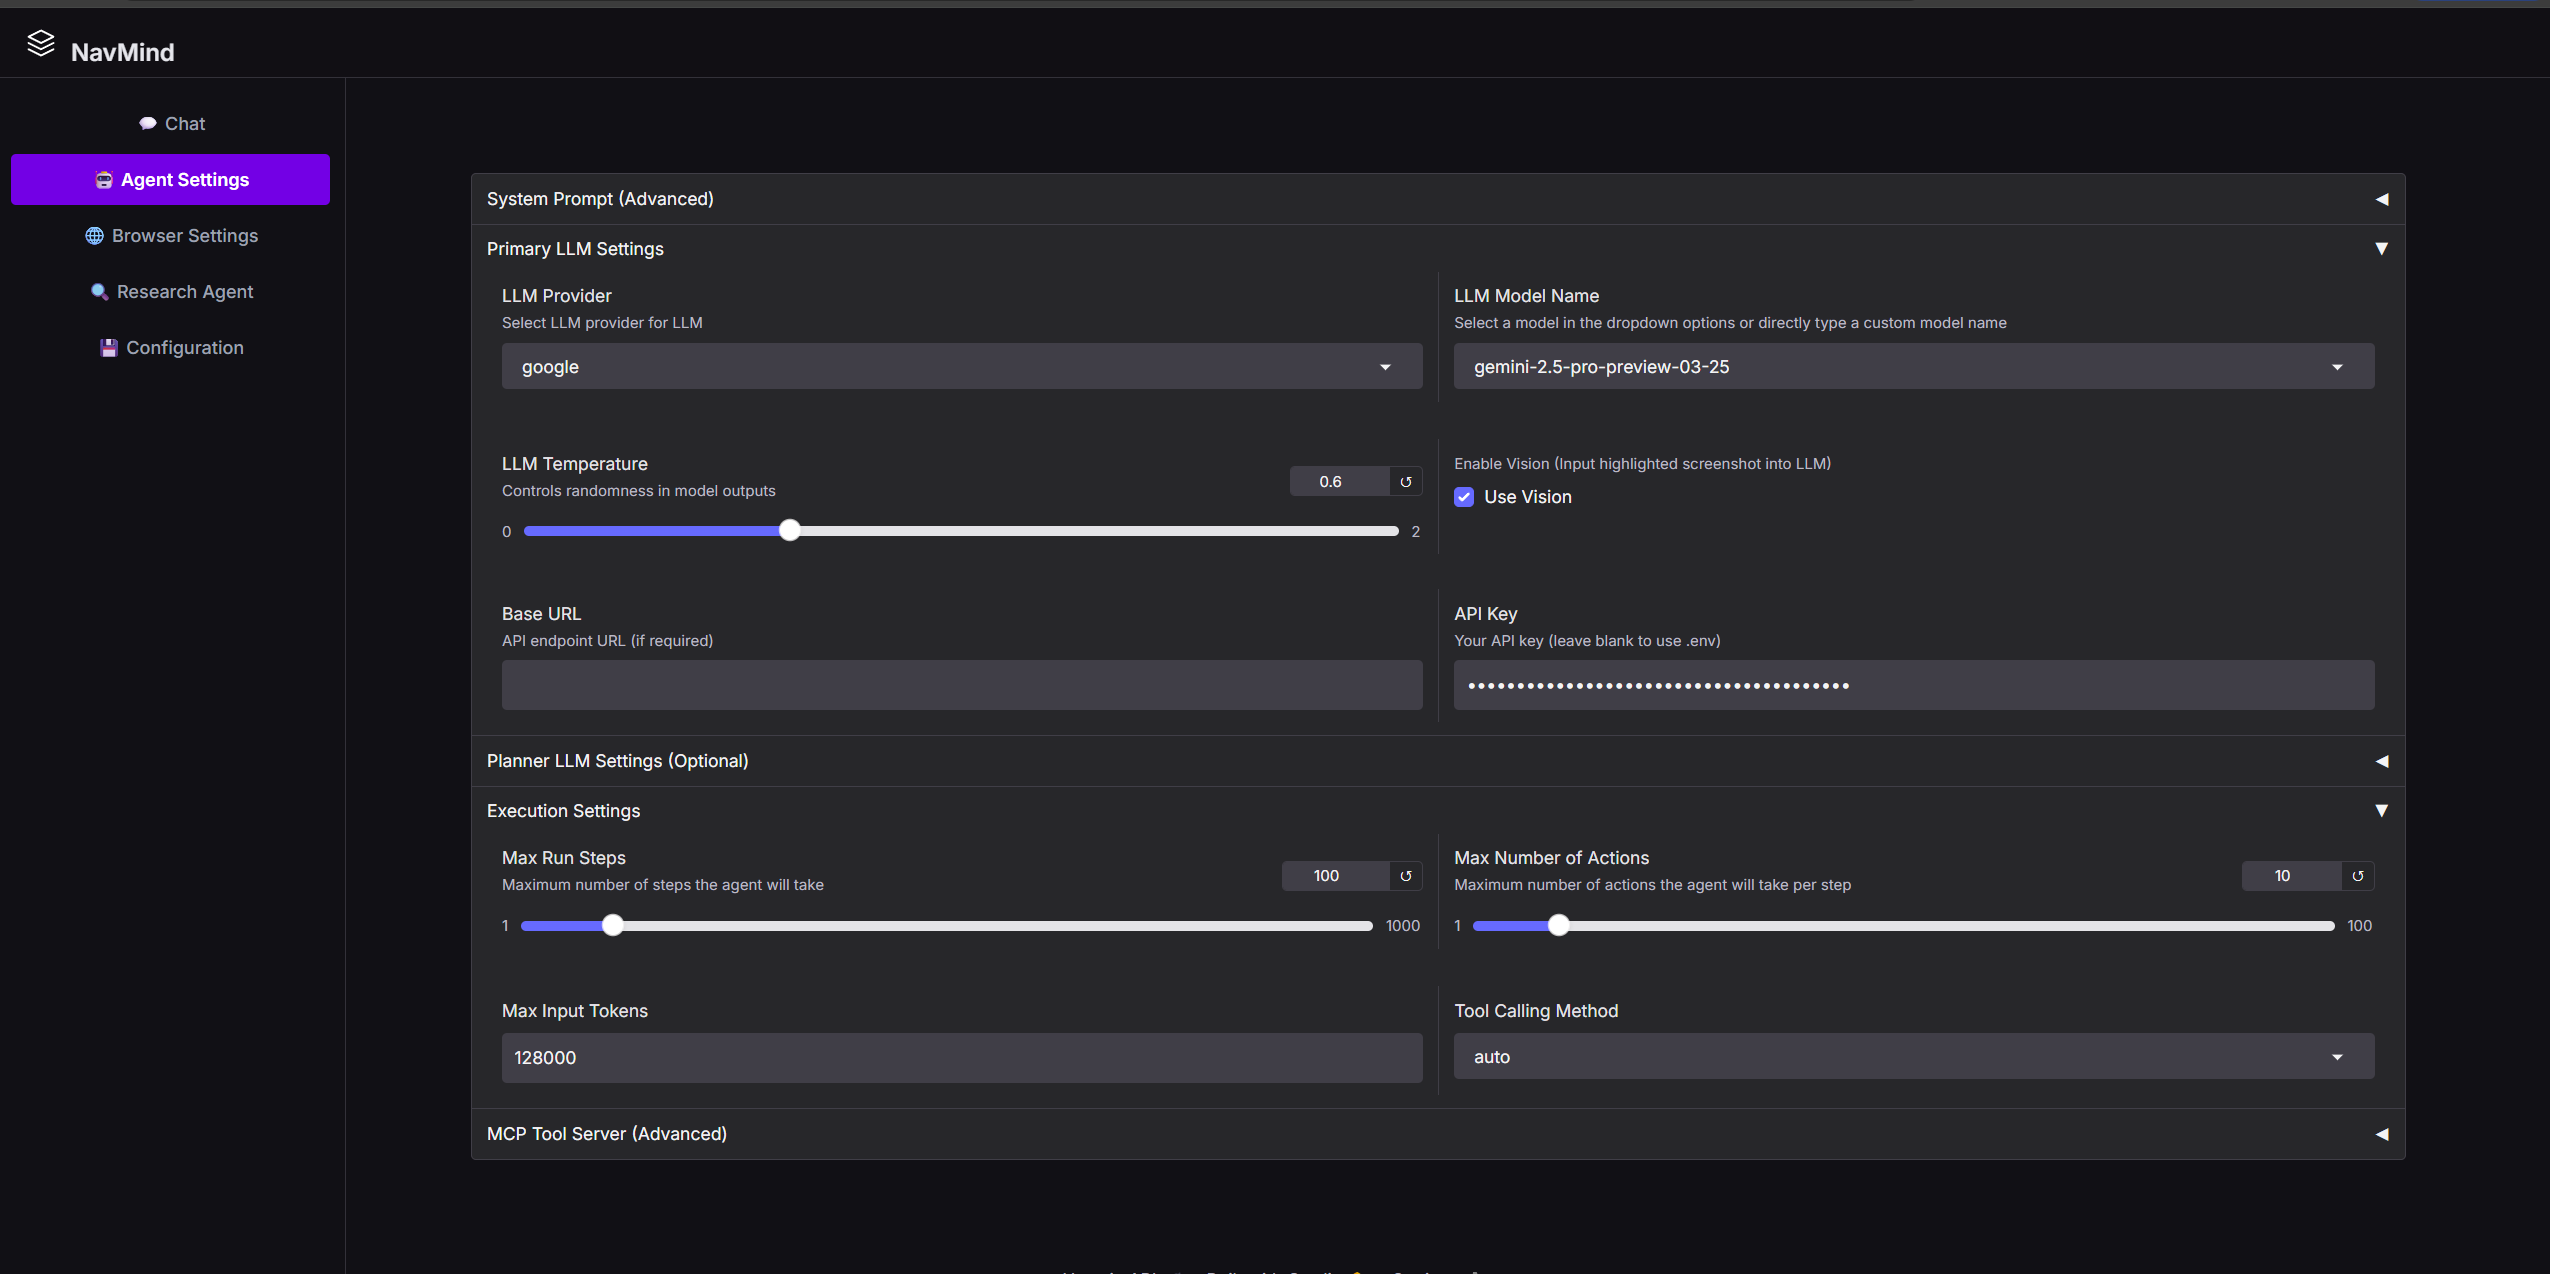 NavMind
Chat
Agent Settings
Browser Settings
Research Agent
Configuration
System Prompt (Advanced)
Primary LLM Settings
LLM Provider
Select LLM provider for LLM
google
LLM Model Name
Select a model in the dropdown options or directly type a custom model name
gemini-2.5-pro-preview-03-25
LLM Temperature
Controls randomness in model outputs
0.6
0
2
Enable Vision (Input highlighted screenshot into LLM)
Use Vision
Base URL
API endpoint URL (if required)
API Key
Your API key (leave blank to use .env)
•••••••••••••••••••••••••••••••••••••••
Planner LLM Settings (Optional)
Execution Settings
Max Run Steps
Maximum number of steps the agent will take
100
1
1000
Max Number of Actions
Maximum number of actions the agent will take per step
10
1
100
Max Input Tokens
128000
Tool Calling Method
auto
MCP Tool Server (Advanced)